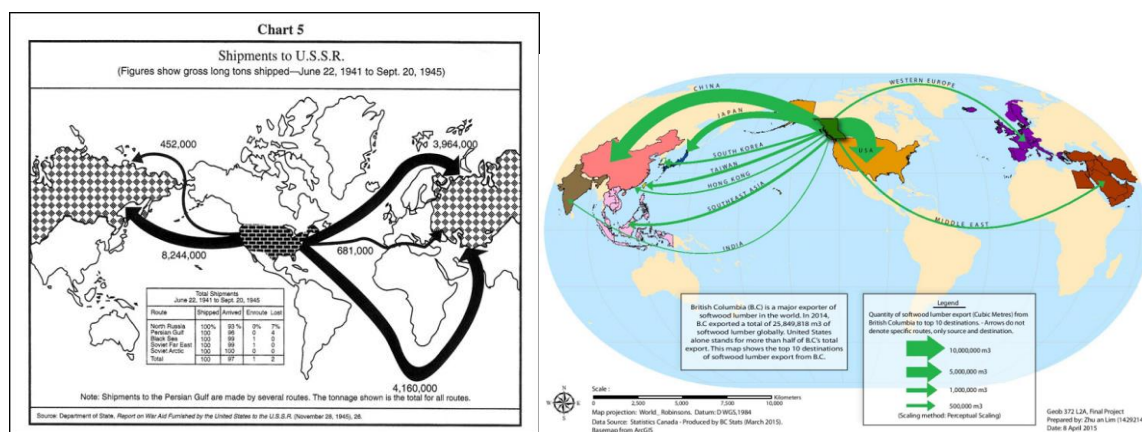 Chart 5
Shipments to U.S.S.R.
(Figures show gross long tons shipped—June 22, 1941 to Sept. 20, 1945)
452,000
3,964,000
8,244,000
681,000
4,160,000
Total Shipments
June 22, 1941 to Sept. 20, 1945
Route Shipped Arrived Enroute Lost
North Russia 100% 93% 0% 7%
Persian Gulf 100 96 0 4
Black Sea 100 99 1 0
Soviet Far East 100 99 1 0
Soviet Arctic 100 100 0 0
Total 100 97 1 2
Note: Shipments to the Persian Gulf are made by several routes. The tonnage shown is the total for all routes.
Source: Department of State, Report on War Aid Furnished by the United States to the U.S.S.R. (November 28, 1945), 26.
CHINA
JAPAN
SOUTH KOREA
TAIWAN
HONG KONG
SOUTHEAST ASIA
INDIA
USA
WESTERN EUROPE
MIDDLE EAST
British Columbia (B.C) is a major exporter of
softwood lumber in the world. In 2014,
B.C exported a total of 25,849,818 m3 of
softwood lumber globally. United States
alone stands for more than half of B.C's total
export. This map shows the top 10 destinations
of softwood lumber export from B.C.
Legend
Quantity of softwood lumber export (Cubic Metres) from
British Columbia to top 10 destinations. - Arrows do not
denote specific routes, only source and destination.
10,000,000 m3
5,000,000 m3
1,000,000 m3
500,000 m3
(Scaling method: Perceptual Scaling)
Scale :
0 2,500 5,000 10,000 Kilometers
Map projection: World_ Robinsons. Datum: D WGS,1984
Data Source: Statistics Canada - Produced by BC Stats (March 2015).
Basemap from ArcGIS
Geob 372 L2A, Final Project
Prepared by: Zhu an Lim (1429214
Date: 8 April 2015